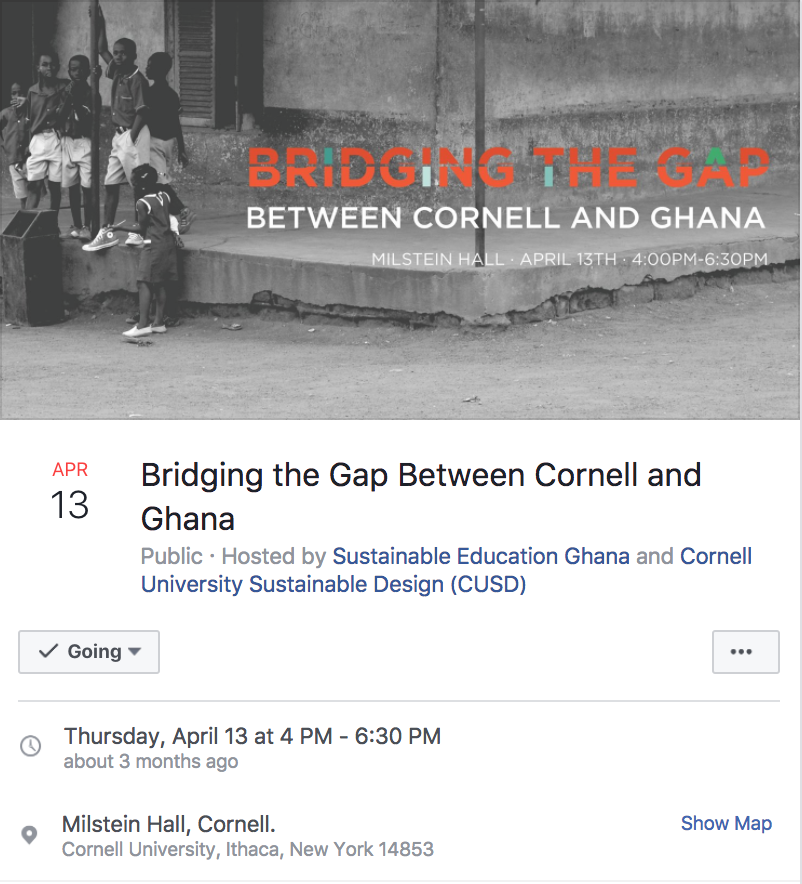 BRIDGING THE GAP
BETWEEN CORNELL AND GHANA
MILSTEIN HALL · APRIL 13TH · 4:00PM-6:30PM
APR
13
Bridging the Gap Between Cornell and
Ghana
Public · Hosted by Sustainable Education Ghana and Cornell
University Sustainable Design (CUSD)
Going
Thursday, April 13 at 4 PM - 6:30 PM
about 3 months ago
Milstein Hall, Cornell.
Show Map
Cornell University, Ithaca, New York 14853